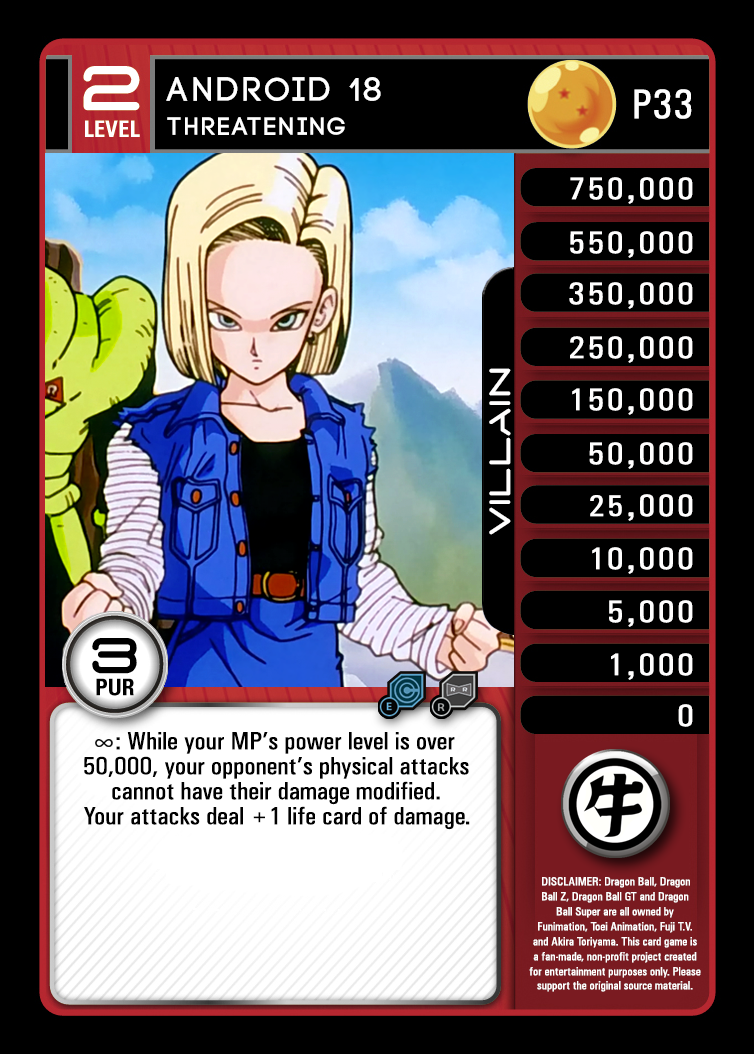 2
LEVEL
ANDROID 18
THREATENING
P33
750,000
550,000
350,000
250,000
150,000
50,000
25,000
10,000
5,000
1,000
0
VILLAIN
3
PUR
E
R
R R
∞: While your MP's power level is over
50,000, your opponent's physical attacks
cannot have their damage modified.
Your attacks deal +1 life card of damage.
牛
DISCLAIMER: Dragon Ball, Dragon
Ball Z, Dragon Ball GT and Dragon
Ball Super are all owned by
Funimation, Toei Animation, Fuji T.V.
and Akira Toriyama. This card game is
a fan-made, non-profit project created
for entertainment purposes only. Please
support the original source material.